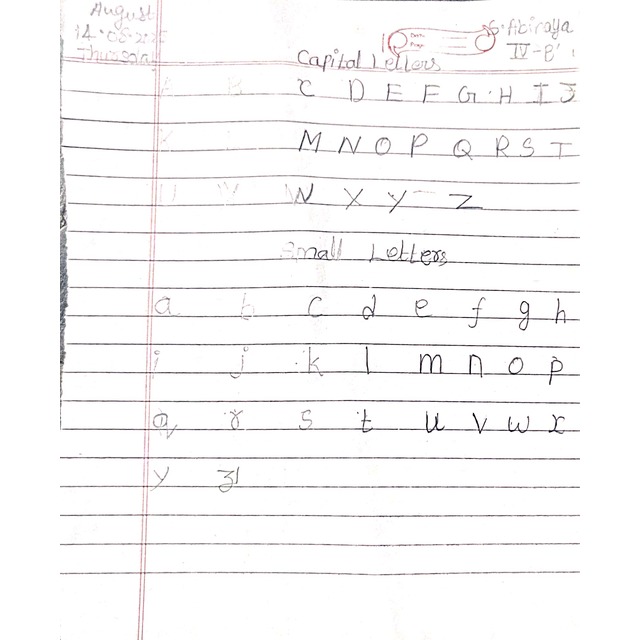 August
14.08.2025
Thursday
G. Abiraya
IV-B
Capital Letters
A B C D E F G H I J
K M N O P Q R S T
U V W X Y Z
Small Letters
a b c d e f g h
i j k l m n o p
q r s t u v w x
y z